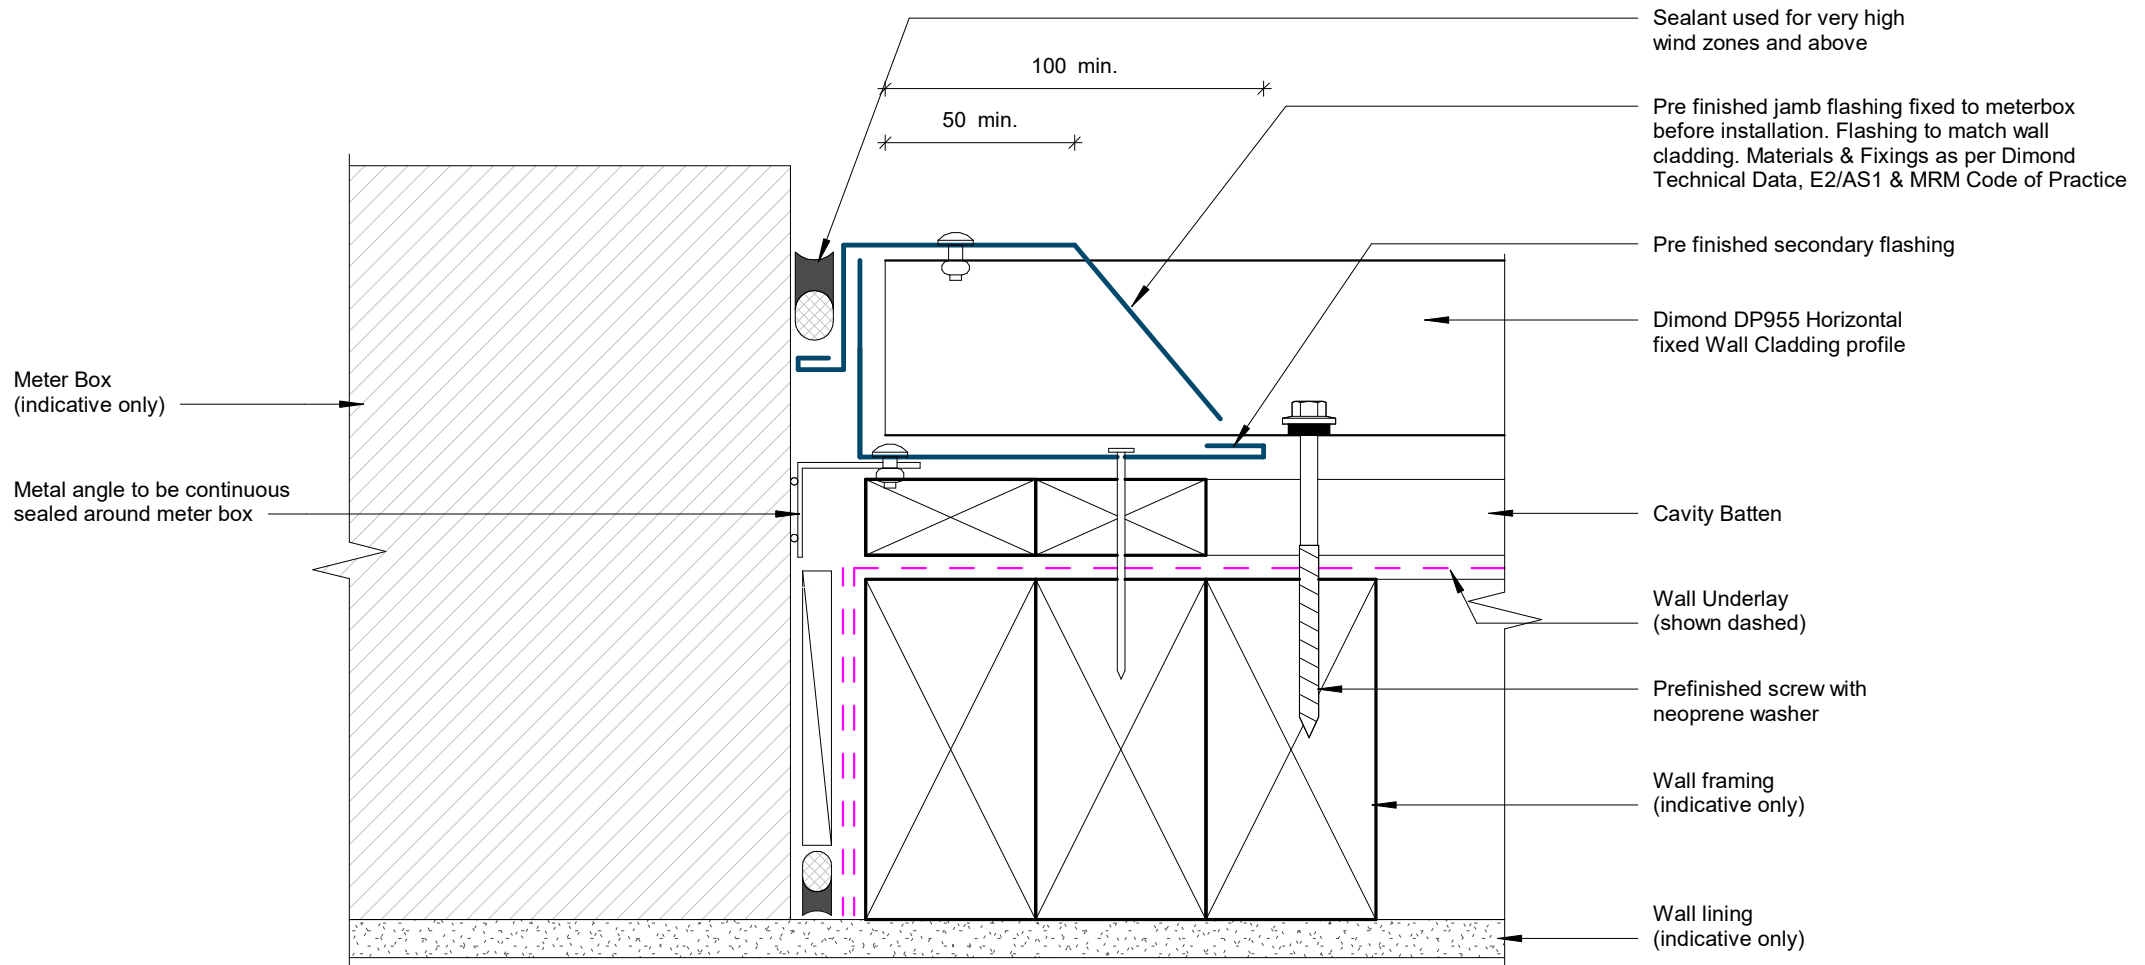 Sealant used for very high
wind zones and above
100 min.
50 min.
Pre finished jamb flashing fixed to meterbox
before installation. Flashing to match wall
cladding. Materials & Fixings as per Dimond
Technical Data, E2/AS1 & MRM Code of Practice
Pre finished secondary flashing
Dimond DP955 Horizontal
fixed Wall Cladding profile
Meter Box
(indicative only)
Metal angle to be continuous
sealed around meter box
Cavity Batten
Wall Underlay
(shown dashed)
Prefinished screw with
neoprene washer
Wall framing
(indicative only)
Wall lining
(indicative only)